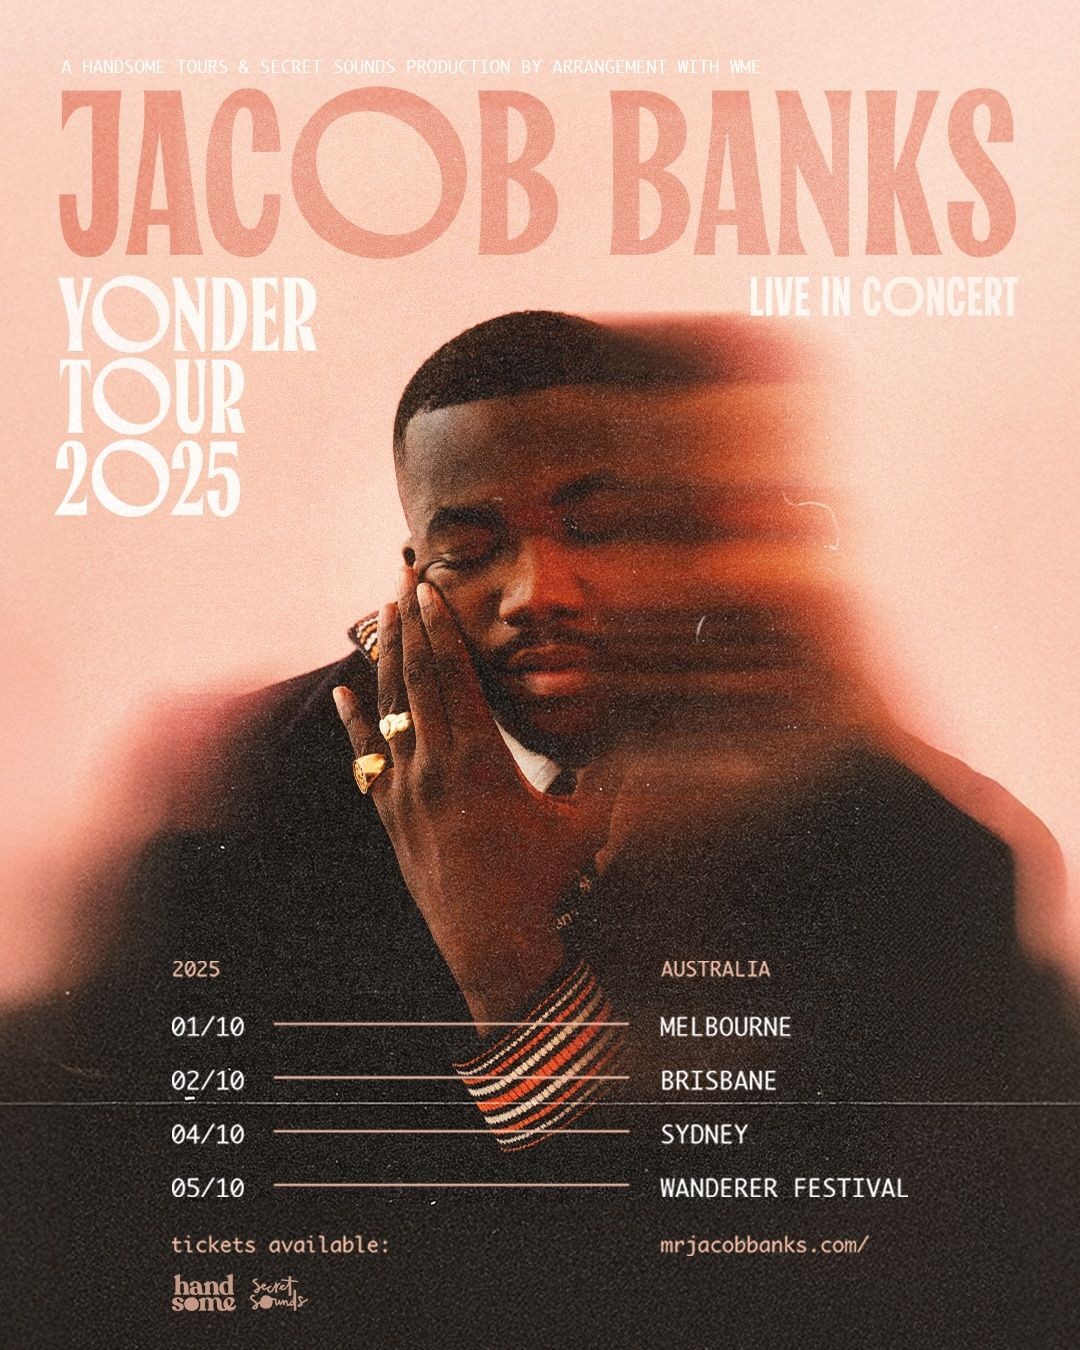 A HANDSOME TOURS & SECRET SOUNDS PRODUCTION BY ARRANGEMENT WITH WME
JACOB BANKS
YONDER
TOUR
2025
LIVE IN CONCERT
2025 AUSTRALIA
01/10 MELBOURNE
02/10 BRISBANE
04/10 SYDNEY
05/10 WANDERER FESTIVAL
tickets available: mrjacobbanks.com/
hand
some
Secret
Sounds